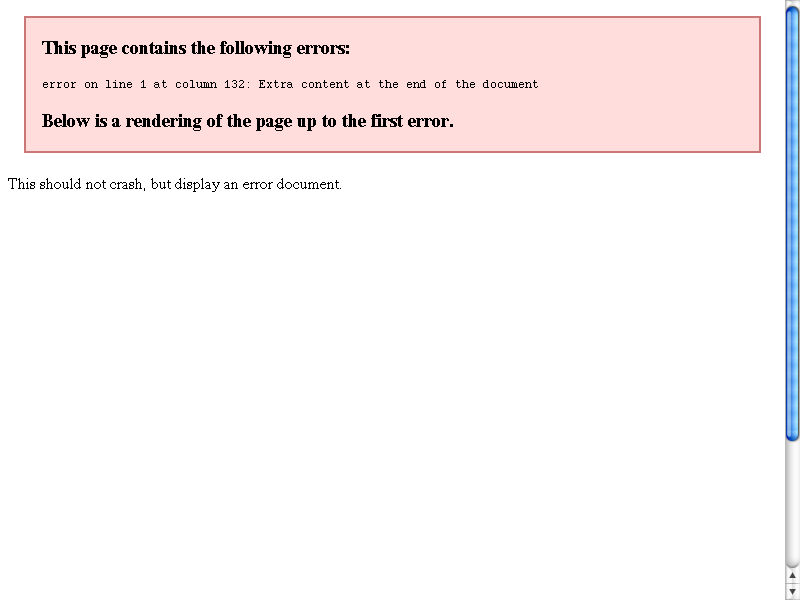 This page contains the following errors:
error on line 1 at column 132: Extra content at the end of the document
Below is a rendering of the page up to the first error.
This should not crash, but display an error document.